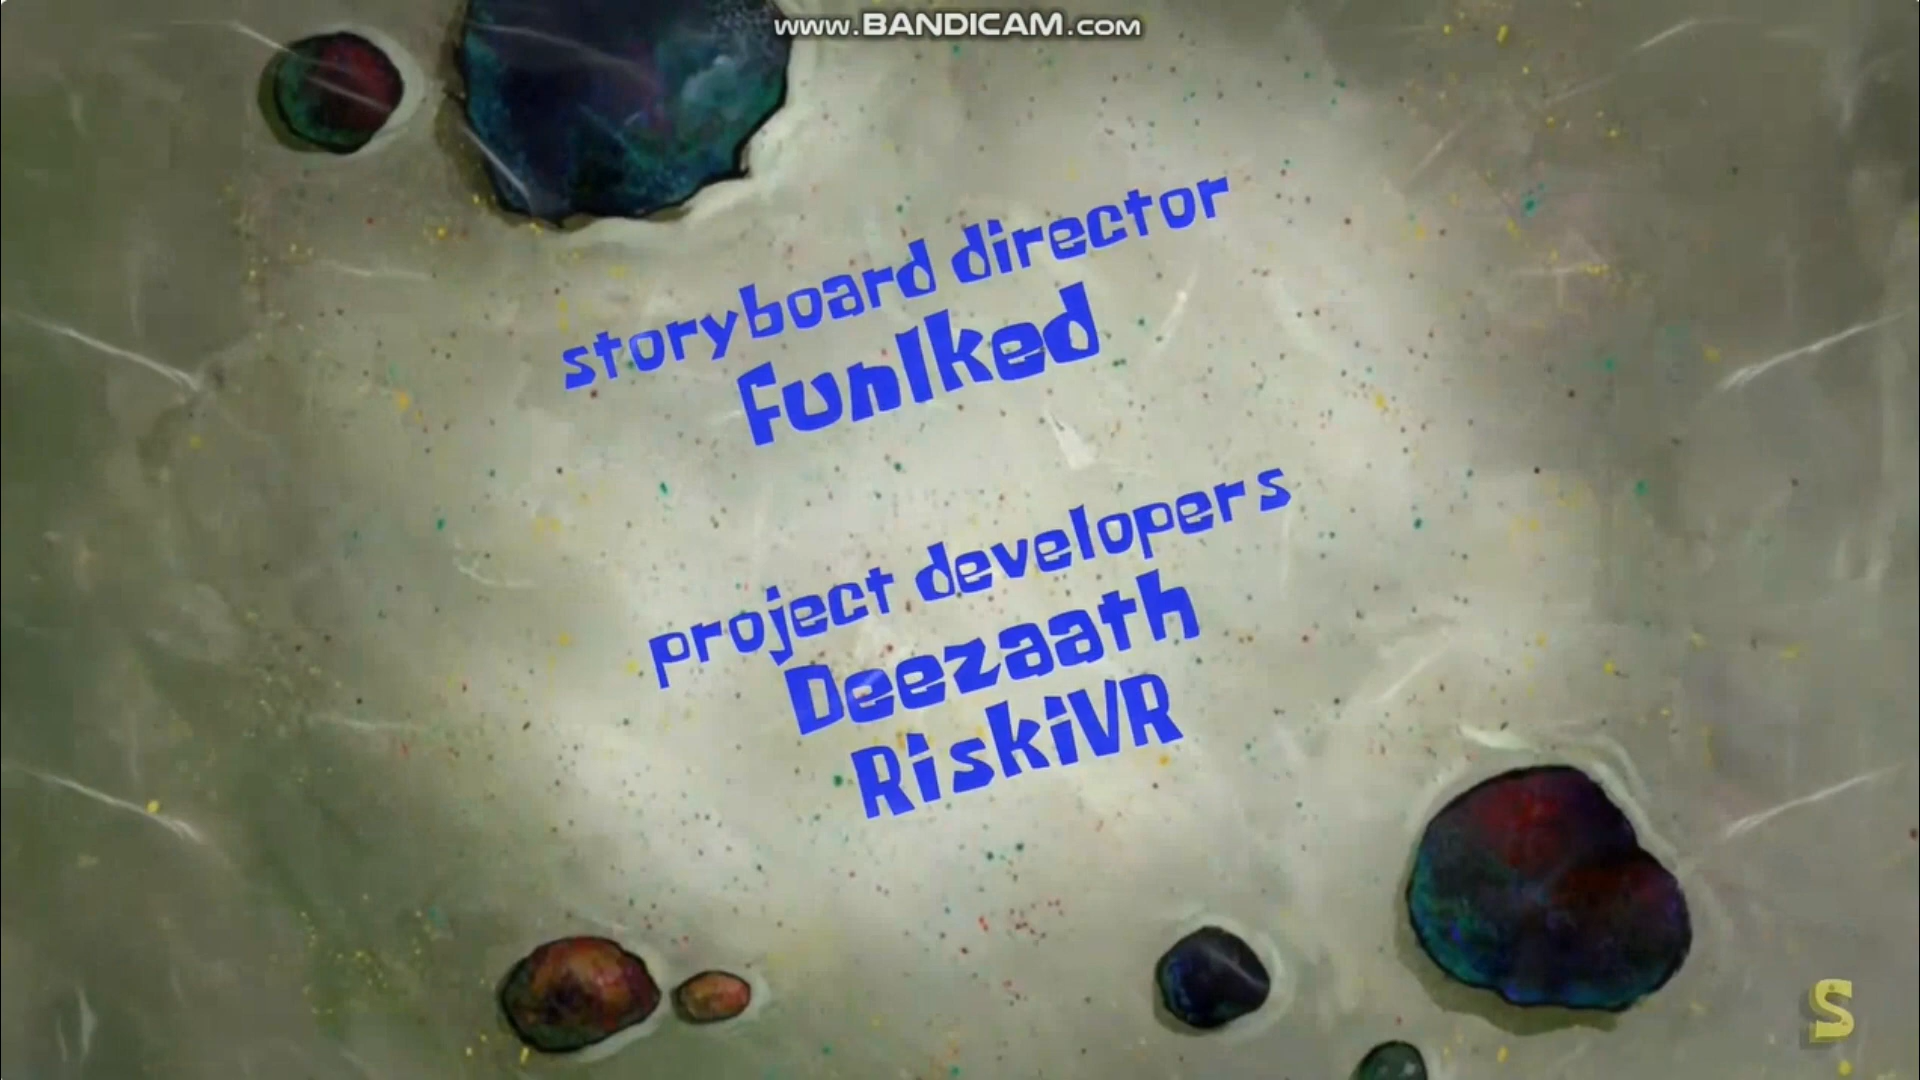 www.BANDICAM.com
storyboard director
Funlked
project developers
Deezaath
RiskiVR
S